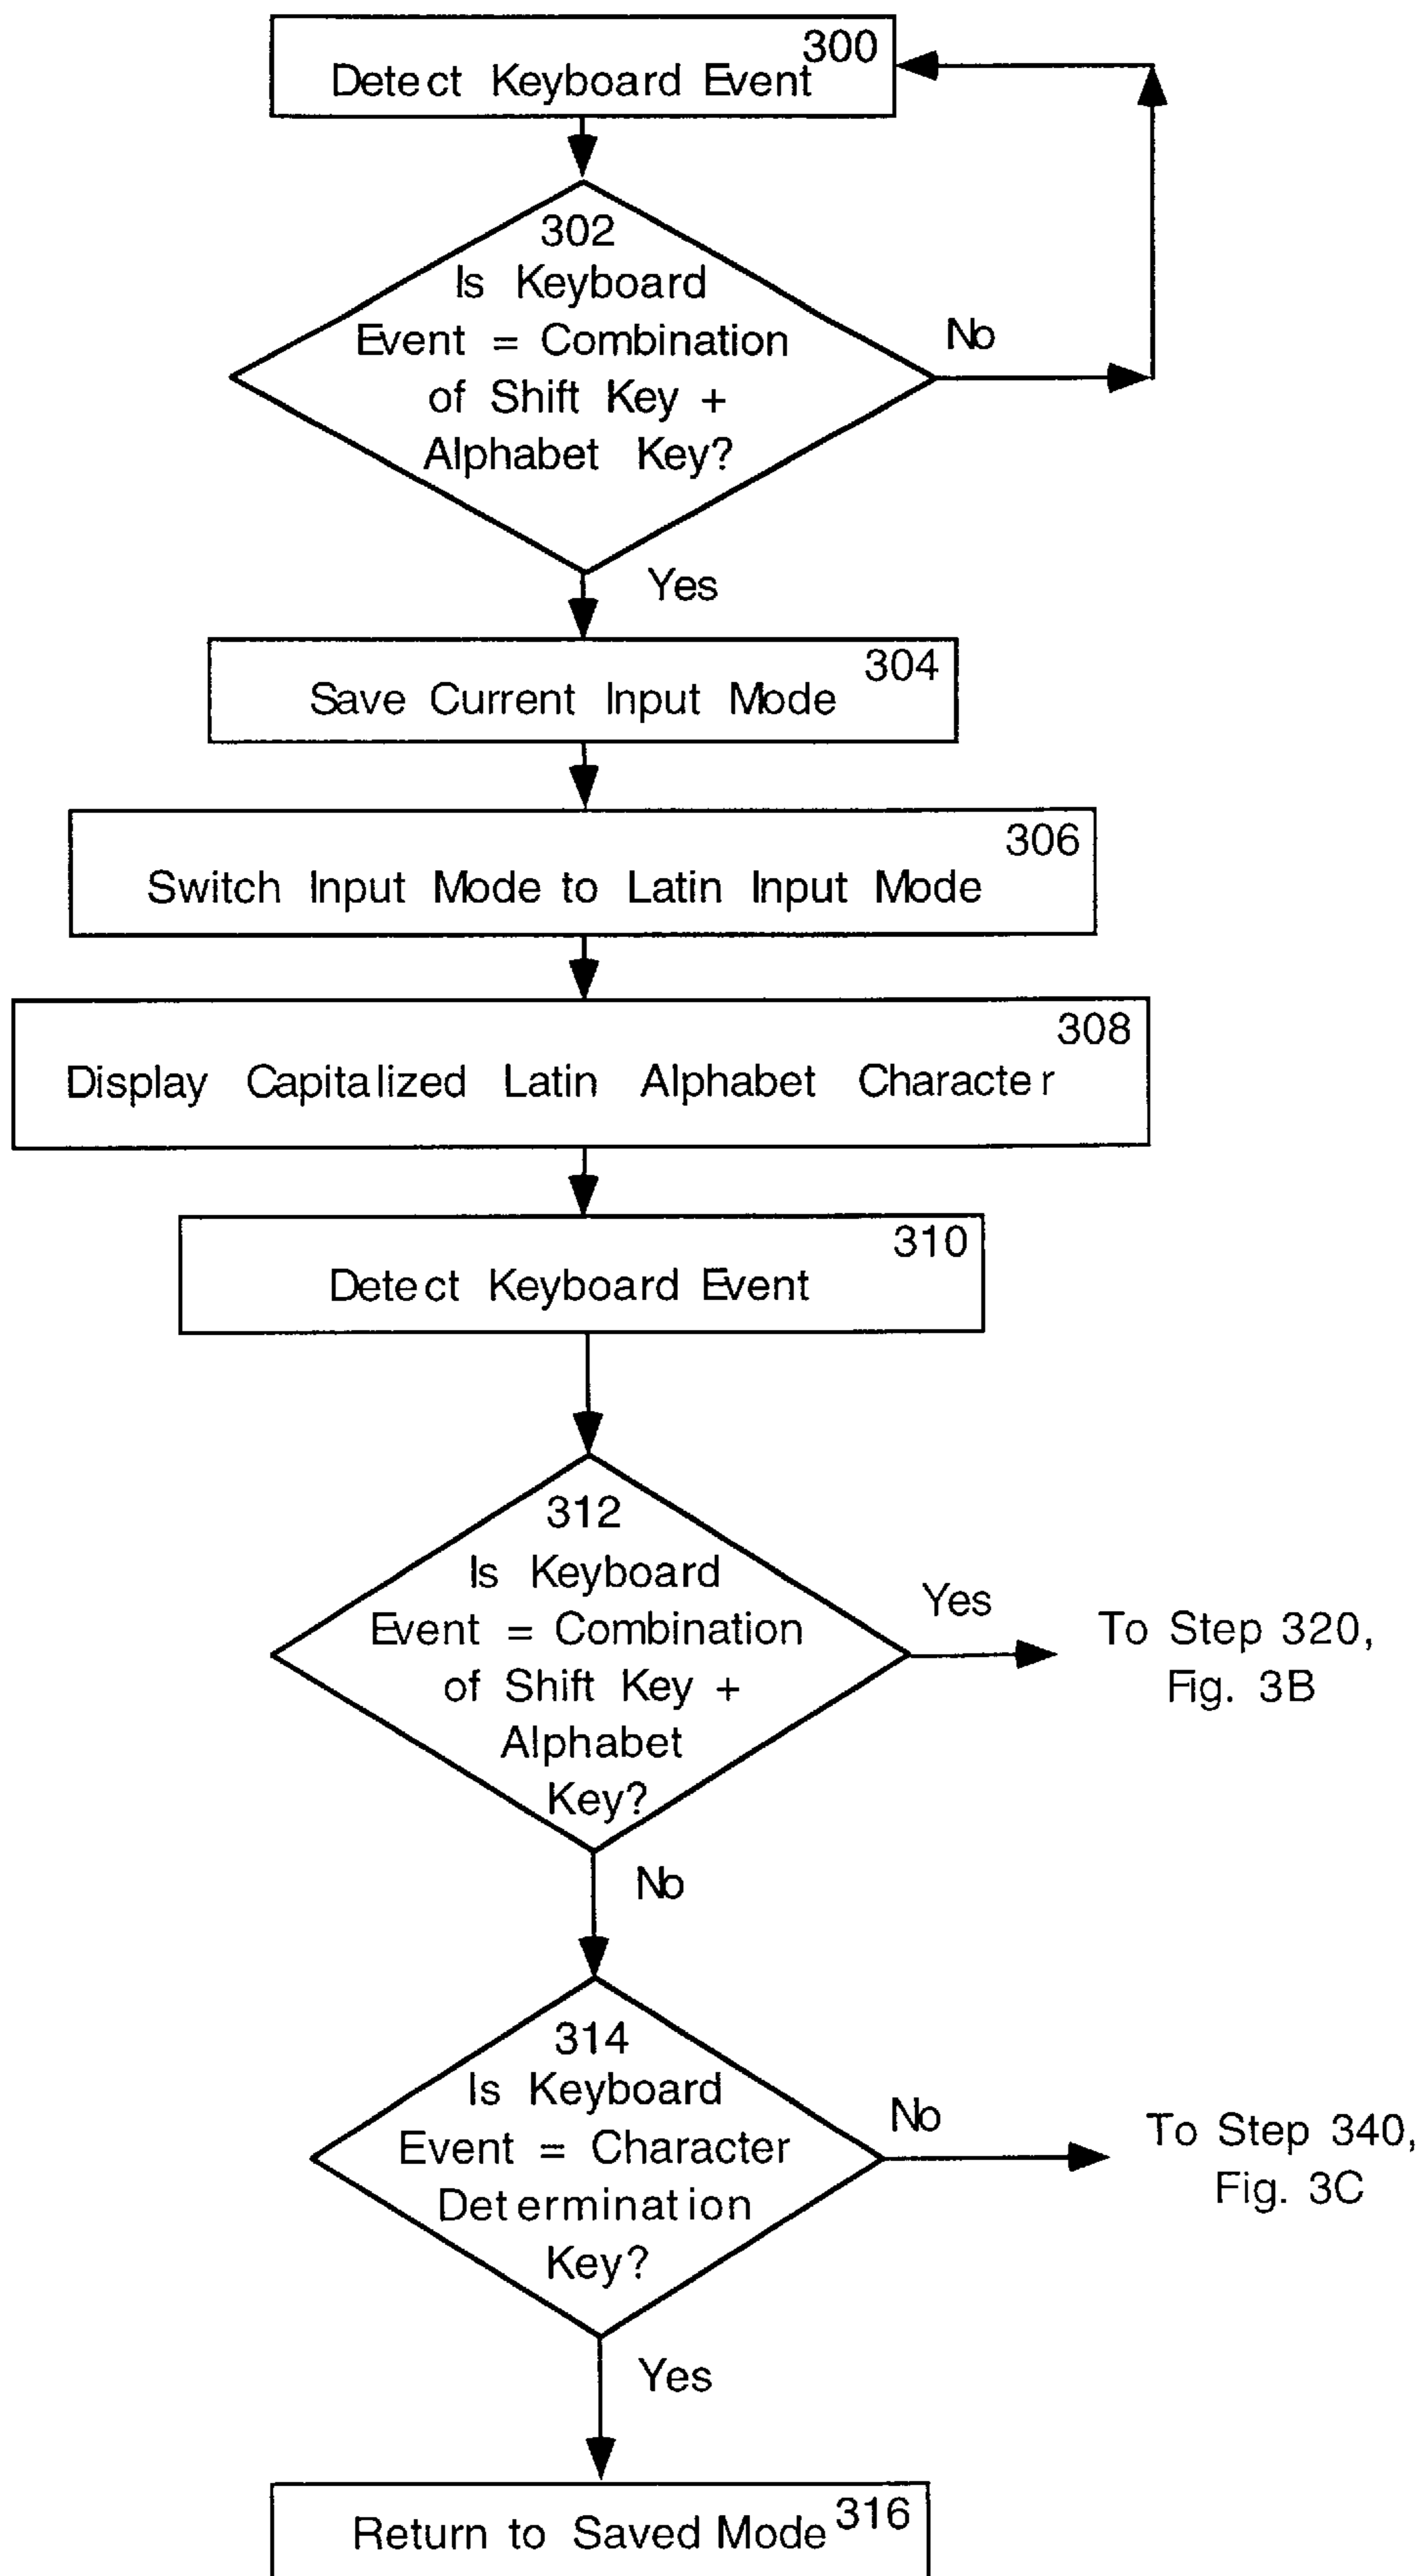 300
Detect Keyboard Event
302
Is Keyboard
Event = Combination
of Shift Key +
Alphabet Key?
No
Yes
304
Save Current Input Mode
306
Switch Input Mode to Latin Input Mode
308
Display Capitalized Latin Alphabet Character
310
Detect Keyboard Event
312
Is Keyboard
Event = Combination
of Shift Key +
Alphabet
Key?
Yes
To Step 320,
Fig. 3B
No
314
Is Keyboard
Event = Character
Determination
Key?
No
To Step 340,
Fig. 3C
Yes
316
Return to Saved Mode